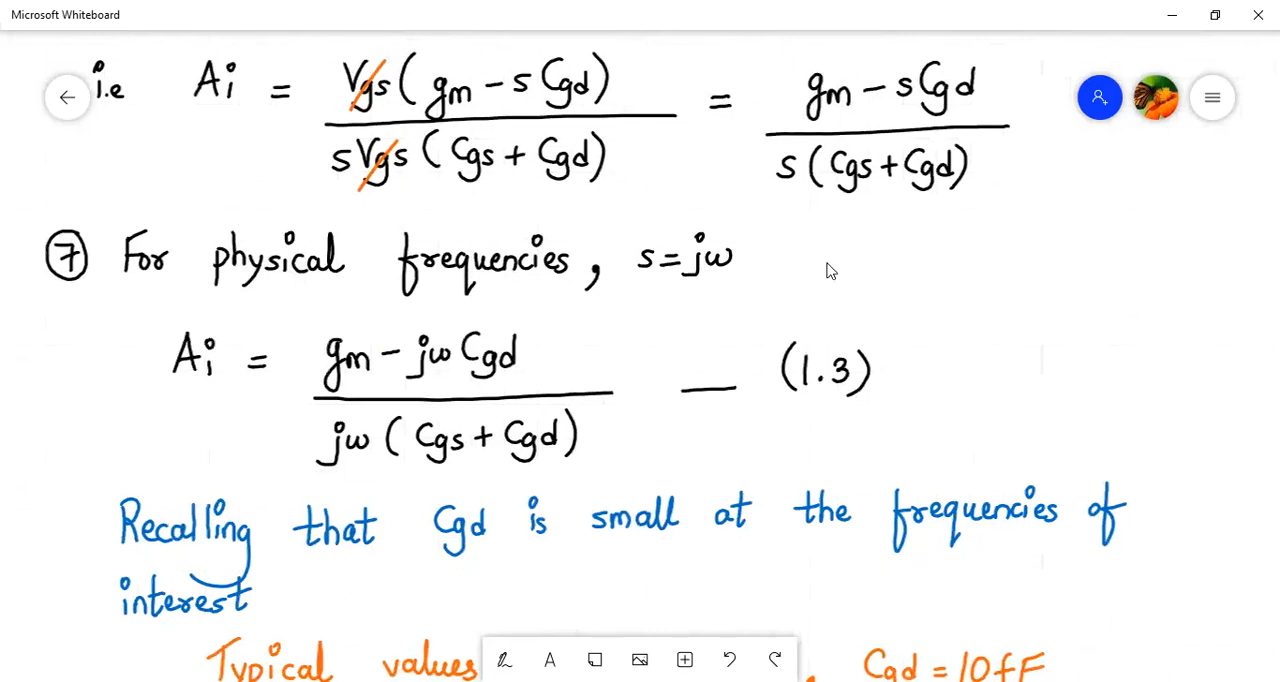 Microsoft Whiteboard
i.e Ai = Vgs(gm - sCgd) / sVgs(Cgs + Cgd) = gm - sCgd / s(Cgs + Cgd)
⑦ For physical frequencies, s = jω
Ai = gm - jωCgd / jω(Cgs + Cgd) — (1.3)
Recalling that Cgd is small at the frequencies of
interest
Typical values , Cgd = 10fF